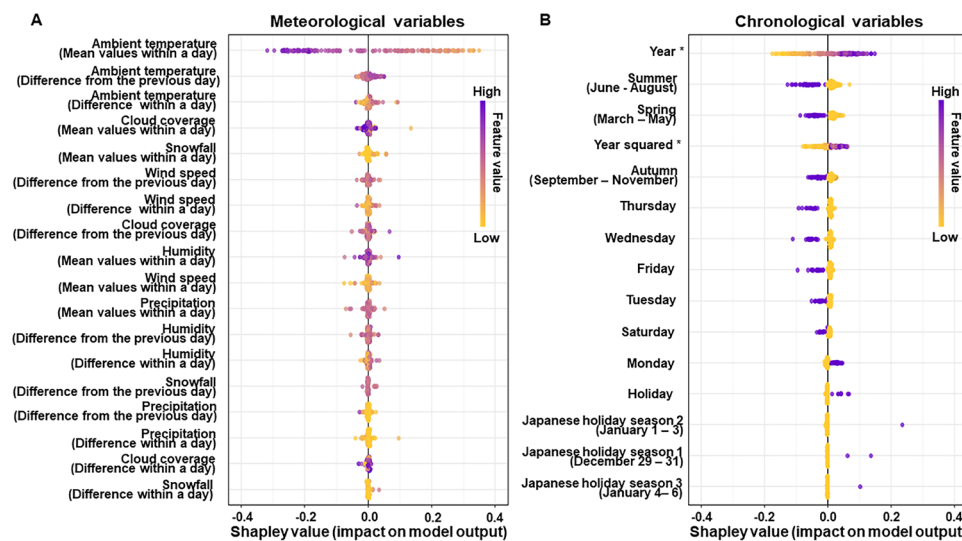 A
Meteorological variables
Ambient temperature
(Mean values within a day)
Ambient temperature
(Difference from the previous day)
Ambient temperature
(Difference within a day)
Cloud coverage
(Mean values within a day)
Snowfall
(Mean values within a day)
Wind speed
(Difference from the previous day)
Wind speed
(Difference within a day)
Cloud coverage
(Difference from the previous day)
Humidity
(Mean values within a day)
Wind speed
(Mean values within a day)
Precipitation
(Mean values within a day)
Humidity
(Difference from the previous day)
Humidity
(Difference within a day)
Snowfall
(Difference from the previous day)
Precipitation
(Difference from the previous day)
Precipitation
(Difference within a day)
Cloud coverage
(Difference within a day)
Snowfall
(Difference within a day)
High
Feature value
Low
-0.4 -0.2 0.0 0.2 0.4
Shapley value (impact on model output)
B
Chronological variables
Year *
Summer
(June - August)
Spring
(March – May)
Year squared *
Autumn
(September – November)
Thursday
Wednesday
Friday
Tuesday
Saturday
Monday
Holiday
Japanese holiday season 2
(January 1 – 3)
Japanese holiday season 1
(December 29 – 31)
Japanese holiday season 3
(January 4– 6)
High
Feature value
Low
-0.4 -0.2 0.0 0.2 0.4
Shapley value (impact on model output)